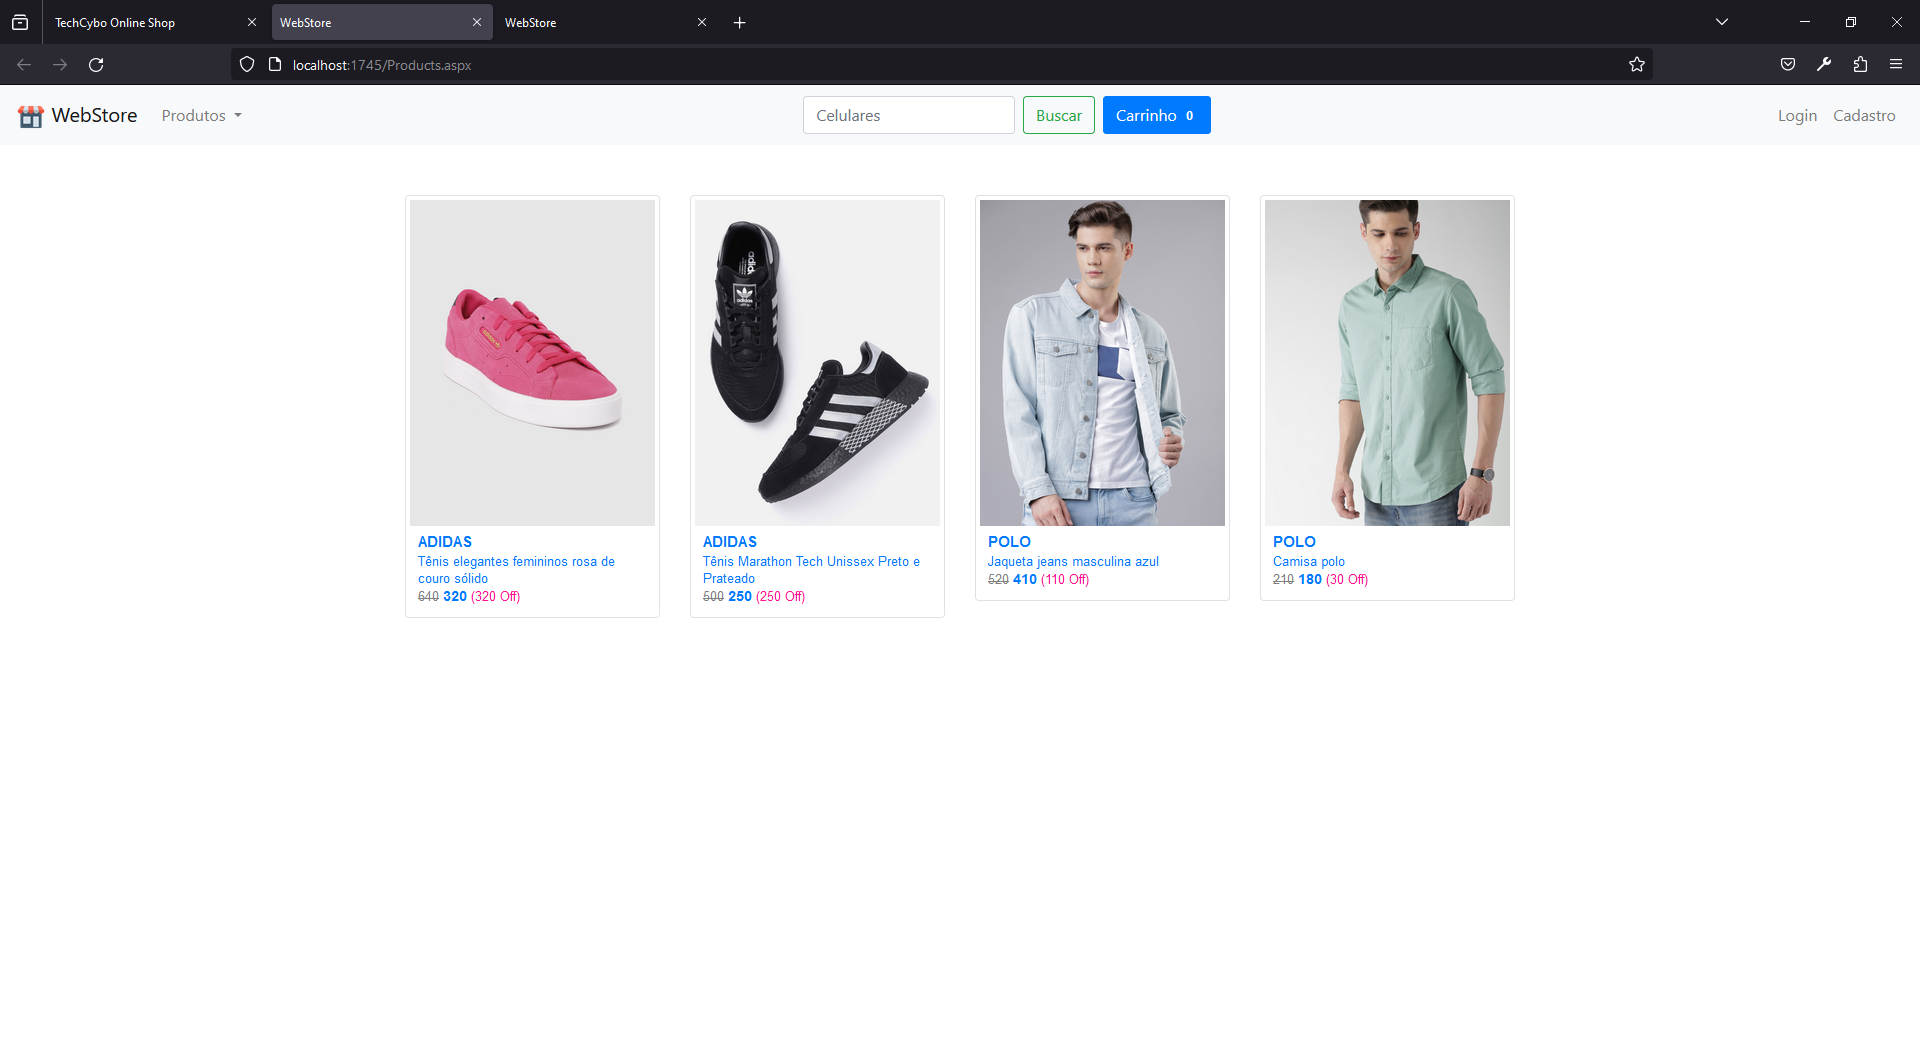 TechCybo Online Shop
WebStore
WebStore
localhost:1745/Products.aspx
WebStore
Produtos
Celulares
Buscar
Carrinho 0
Login
Cadastro
adidas
ADIDAS
Tênis elegantes femininos rosa de
couro sólido
640 320 (320 Off)
ADIDAS
Tênis Marathon Tech Unissex Preto e
Prateado
500 250 (250 Off)
POLO
Jaqueta jeans masculina azul
520 410 (110 Off)
POLO
Camisa polo
210 180 (30 Off)